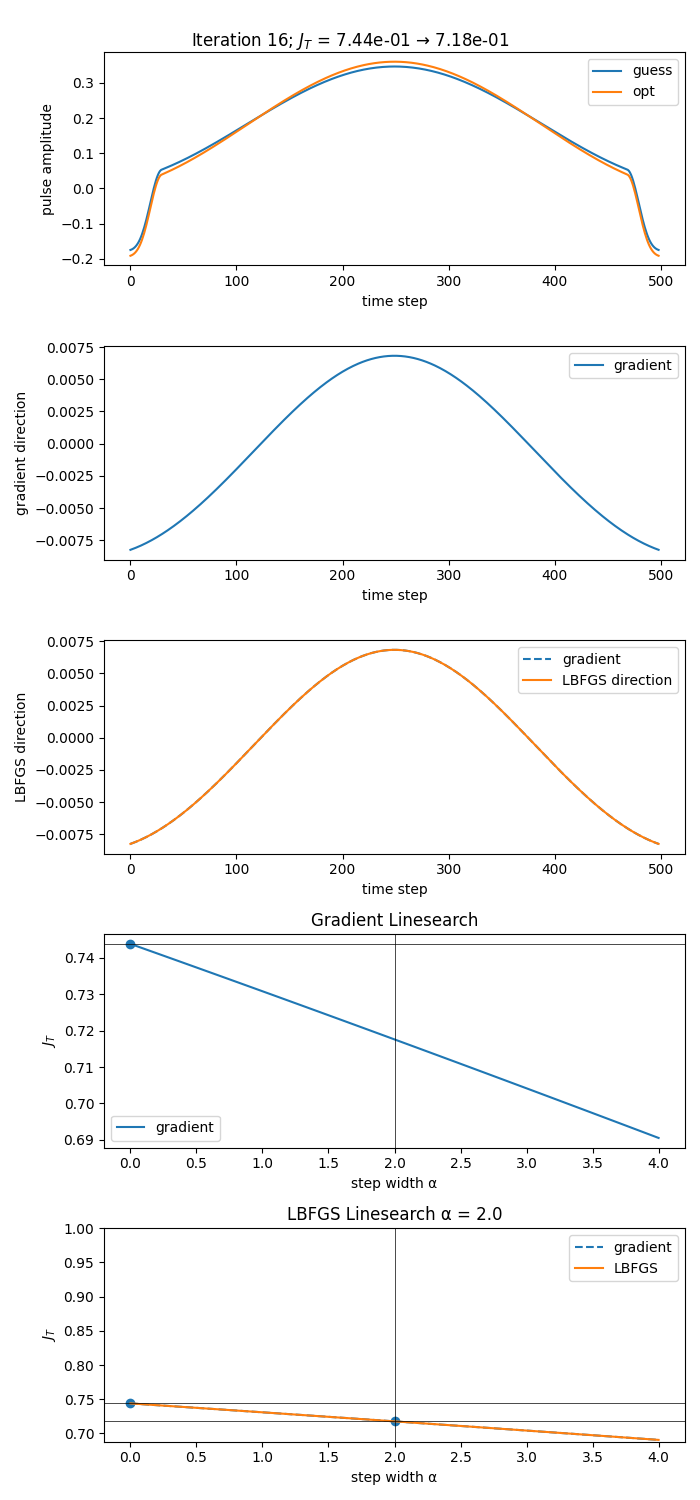 Iteration 16; J_T = 7.44e-01 → 7.18e-01
pulse amplitude
0.3
0.2
0.1
0.0
−0.1
−0.2
guess
opt
0 100 200 300 400 500
time step
gradient direction
0.0075
0.0050
0.0025
0.0000
−0.0025
−0.0050
−0.0075
gradient
0 100 200 300 400 500
time step
LBFGS direction
0.0075
0.0050
0.0025
0.0000
−0.0025
−0.0050
−0.0075
gradient
LBFGS direction
0 100 200 300 400 500
time step
Gradient Linesearch
J_T
0.74
0.73
0.72
0.71
0.70
0.69
gradient
0.0 0.5 1.0 1.5 2.0 2.5 3.0 3.5 4.0
step width α
LBFGS Linesearch α = 2.0
J_T
1.00
0.95
0.90
0.85
0.80
0.75
0.70
gradient
LBFGS
0.0 0.5 1.0 1.5 2.0 2.5 3.0 3.5 4.0
step width α